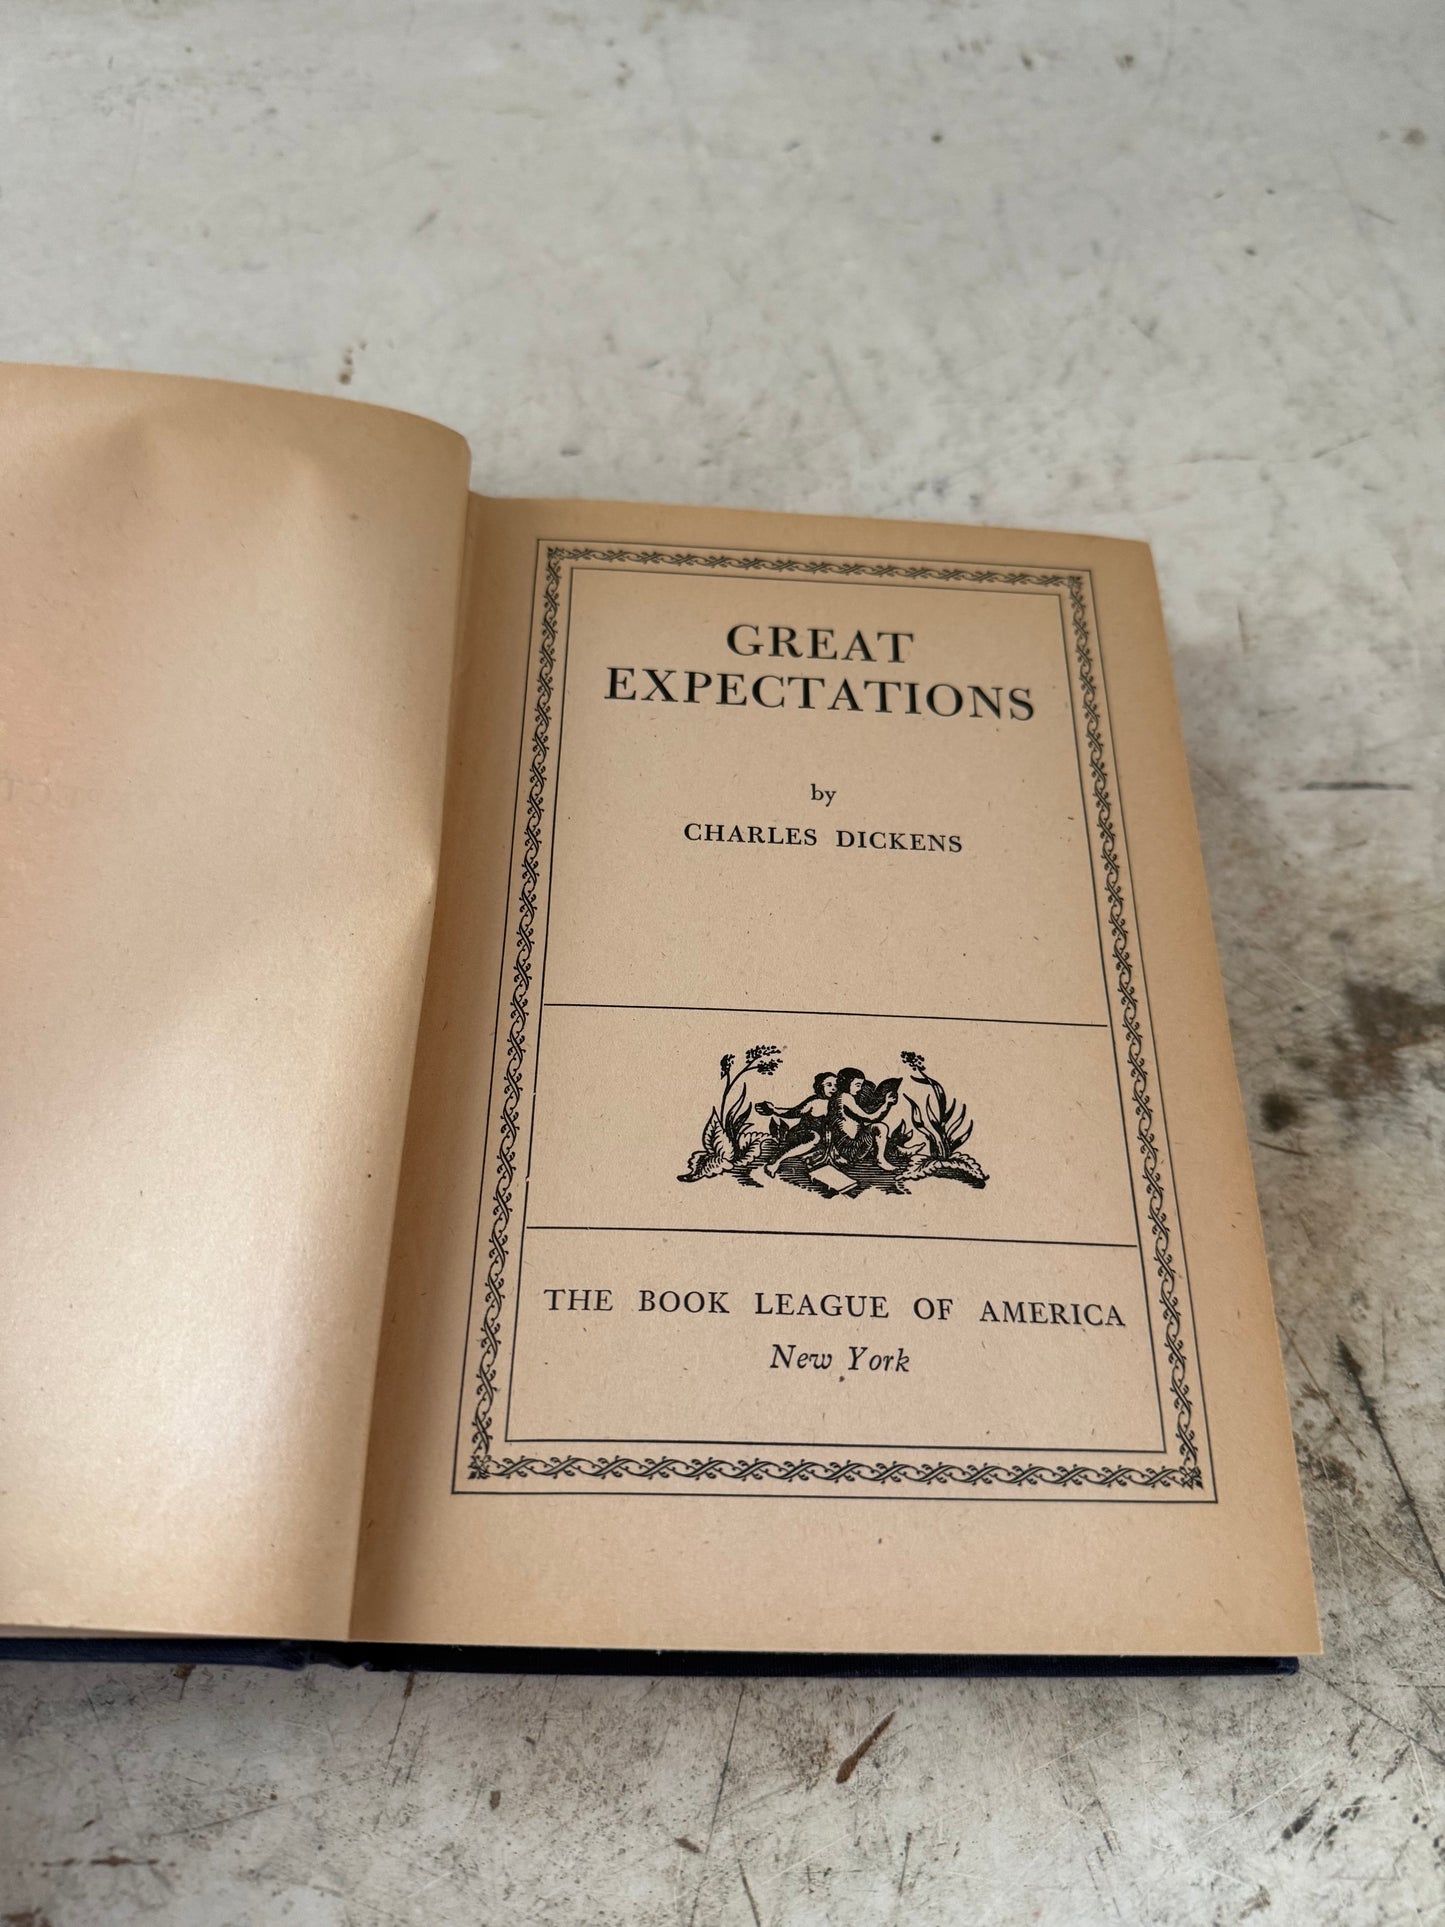 GREAT
EXPECTATIONS
by
CHARLES DICKENS
THE BOOK LEAGUE OF AMERICA
New York